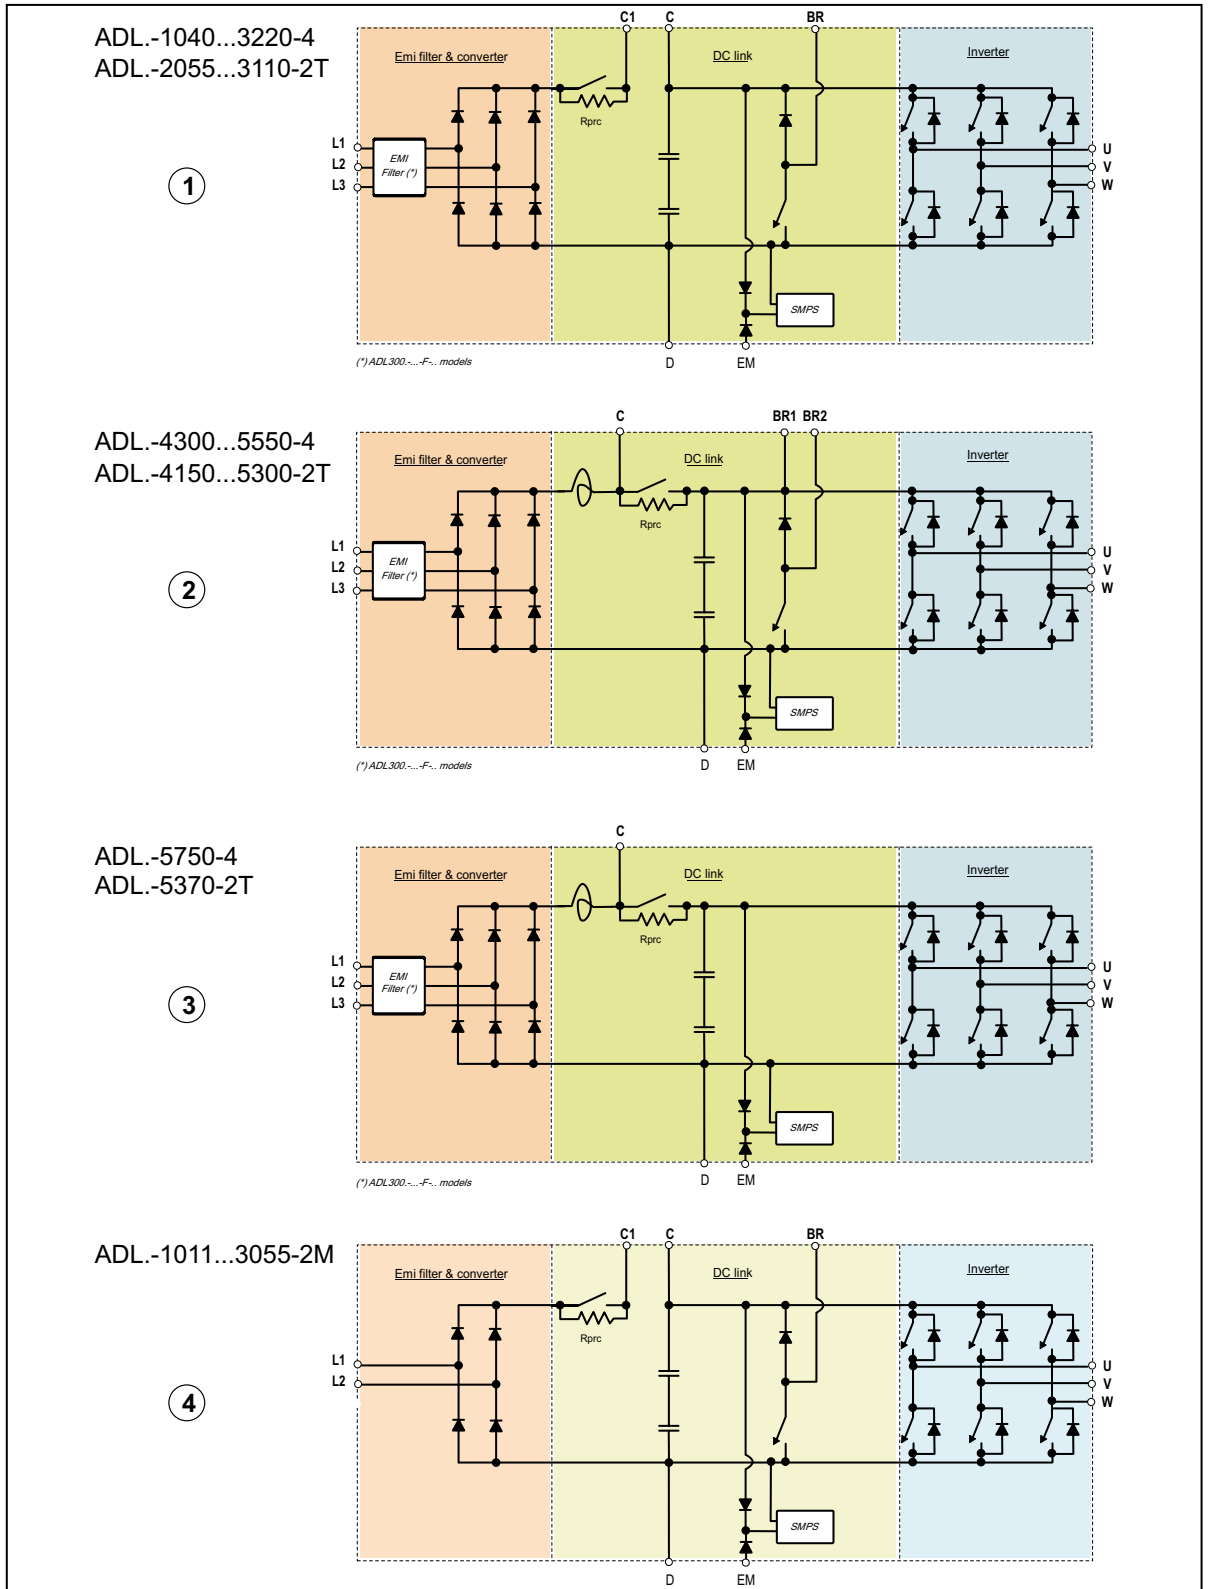 C1 C BR
ADL.-1040...3220-4
ADL.-2055...3110-2T
Emi filter & converter
DC link
Inverter
Rprc
L1
L2
L3
EMI
Filter (*)
U
V
W
1
SMPS
(*) ADL300.-...-F-.. models
D EM
C BR1 BR2
ADL.-4300...5550-4
ADL.-4150...5300-2T
Emi filter & converter
DC link
Inverter
Rprc
L1
L2
L3
EMI
Filter (*)
U
V
W
2
SMPS
(*) ADL300.-...-F-.. models
D EM
C
ADL.-5750-4
ADL.-5370-2T
Emi filter & converter
DC link
Inverter
Rprc
L1
L2
L3
EMI
Filter (*)
U
V
W
3
SMPS
(*) ADL300.-...-F-.. models
D EM
C1 C BR
ADL.-1011...3055-2M
Emi filter & converter
DC link
Inverter
Rprc
L1
L2
U
V
W
4
SMPS
D EM